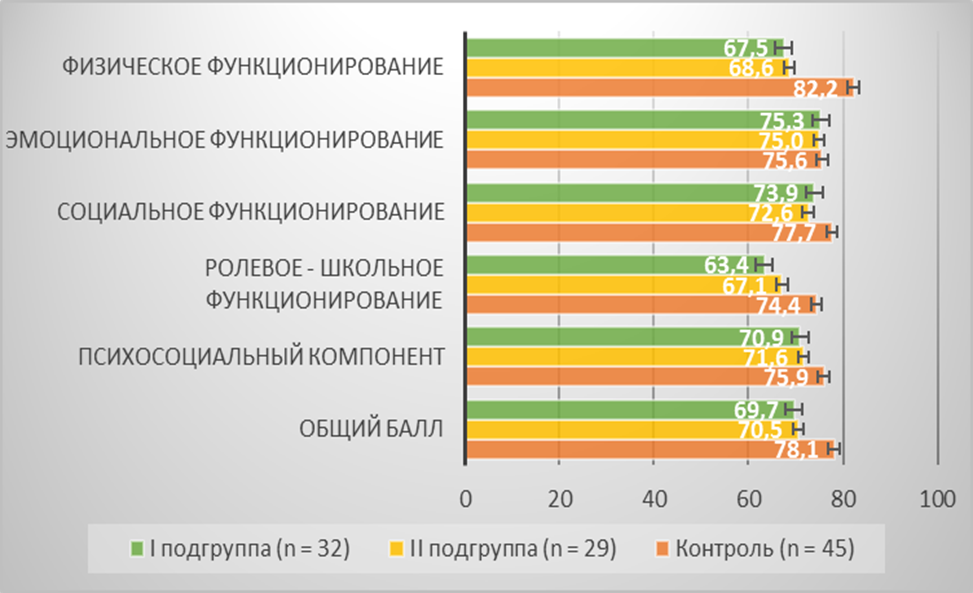 ФИЗИЧЕСКОЕ ФУНКЦИОНИРОВАНИЕ
67,5
68,6
82,2
ЭМОЦИОНАЛЬНОЕ ФУНКЦИОНИРОВАНИЕ
75,3
75,0
75,6
СОЦИАЛЬНОЕ ФУНКЦИОНИРОВАНИЕ
73,9
72,6
77,7
РОЛЕВОЕ - ШКОЛЬНОЕ
ФУНКЦИОНИРОВАНИЕ
63,4
67,1
74,4
ПСИХОСОЦИАЛЬНЫЙ КОМПОНЕНТ
70,9
71,6
75,9
ОБЩИЙ БАЛЛ
69,7
70,5
78,1
0 20 40 60 80 100
I подгруппа (n = 32) II подгруппа (n = 29) Контроль (n = 45)